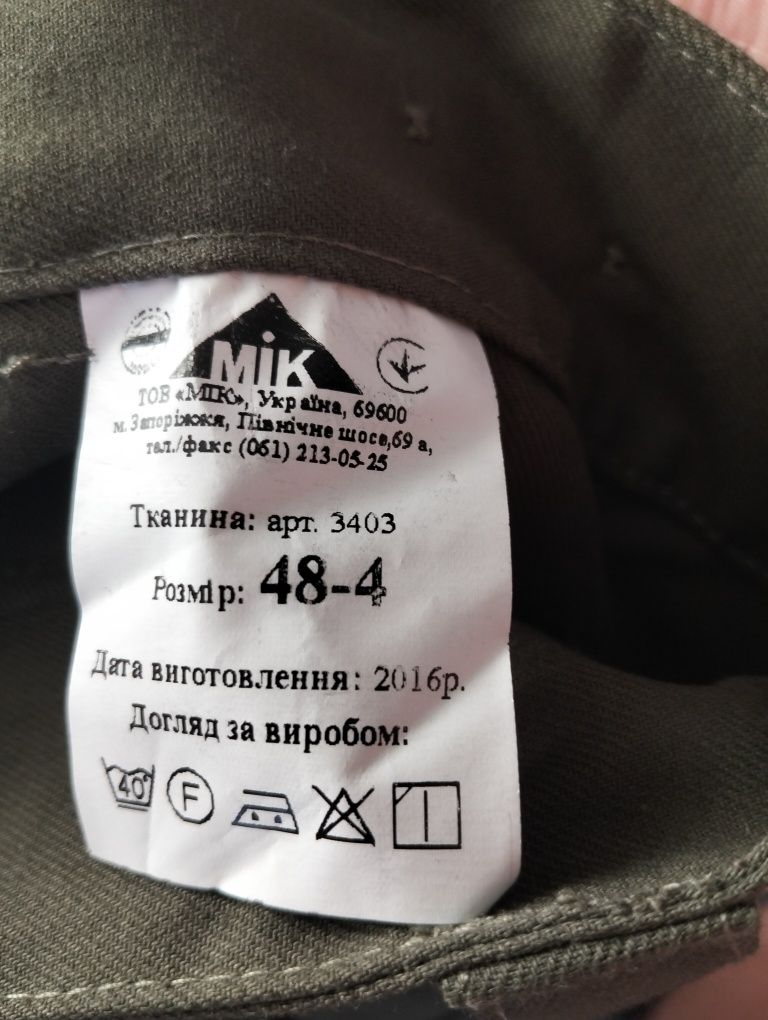 МІК
ТОВ «МІК», Україна, 69600
м. Запоріжжя, Північне шосе,69 а,
тел./факс (061) 213-05-25
Тканина: арт. 3403
Розмір: 48-4
Дата виготовлення: 2016р.
Догляд за виробом:
40° F